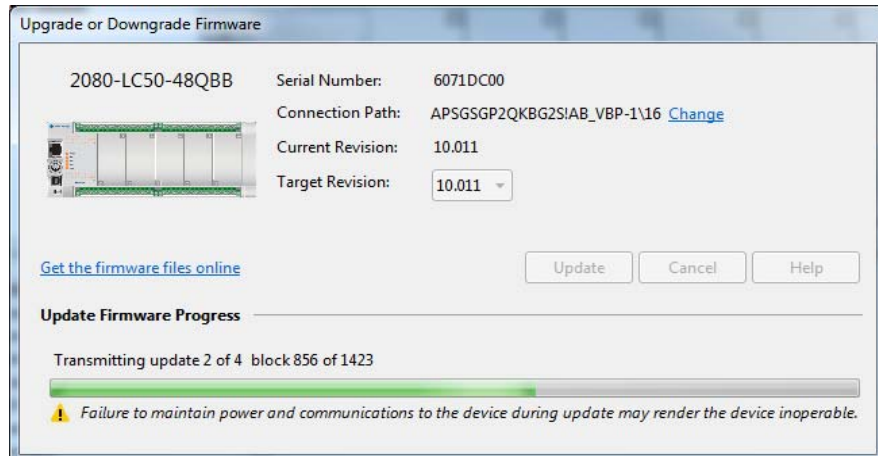 Upgrade or Downgrade Firmware
2080-LC50-48QBB
Serial Number: 6071DC00
Connection Path: APSGSGP2QKBG2S!AB_VBP-1\16 Change
Current Revision: 10.011
Target Revision: 10.011
Get the firmware files online
Update Cancel Help
Update Firmware Progress
Transmitting update 2 of 4 block 856 of 1423
Failure to maintain power and communications to the device during update may render the device inoperable.